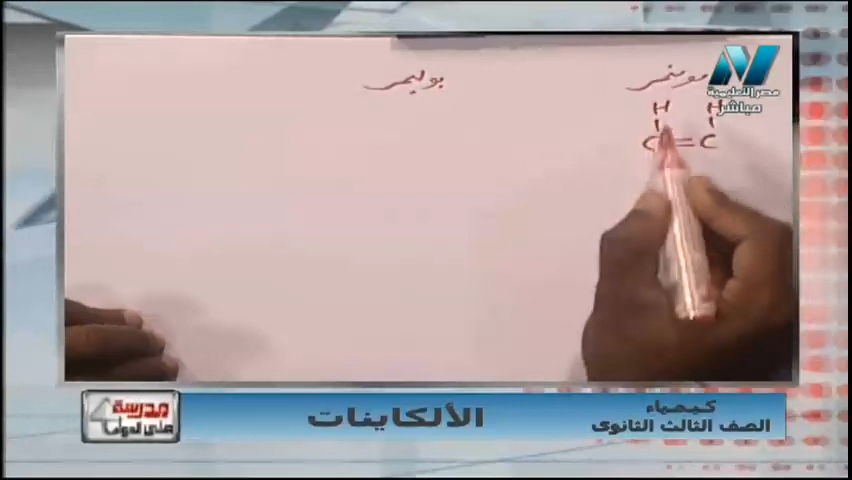 مونمر
بوليمر
مصر التعليمية
مباشر
H H
C=C
كيمياء
الصف الثالث الثانوى
الألكاينات
مدرسة
على الهواء